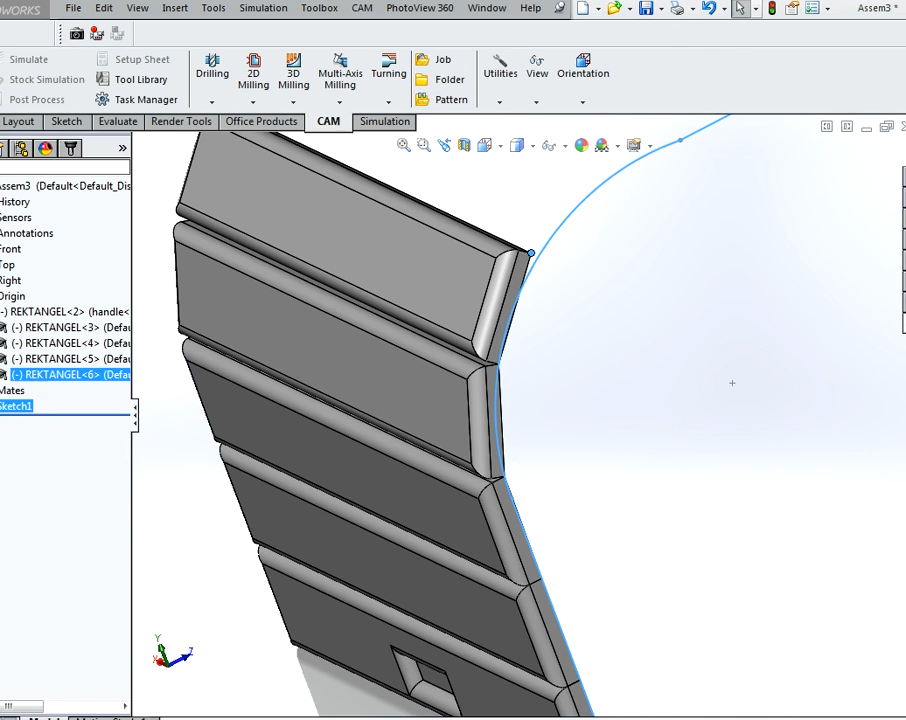 ᴏWORKS File Edit View Insert Tools Simulation Toolbox CAM PhotoView 360 Window Help Assem3 *
Simulate Setup Sheet
Stock Simulation Tool Library
Post Process Task Manager
Drilling 2D Milling 3D Milling Multi-Axis Milling Turning
Job
Folder
Pattern
Utilities View Orientation
Layout Sketch Evaluate Render Tools Office Products CAM Simulation
»
ssem3 (Default<Default_Dis
History
Sensors
Annotations
Front
Top
Right
Origin
-) REKTANGEL<2> (handle<
(-) REKTANGEL<3> (Defau
(-) REKTANGEL<4> (Defau
(-) REKTANGEL<5> (Defau
(-) REKTANGEL<6> (Defau
Mates
Sketch1
Y
X
Z